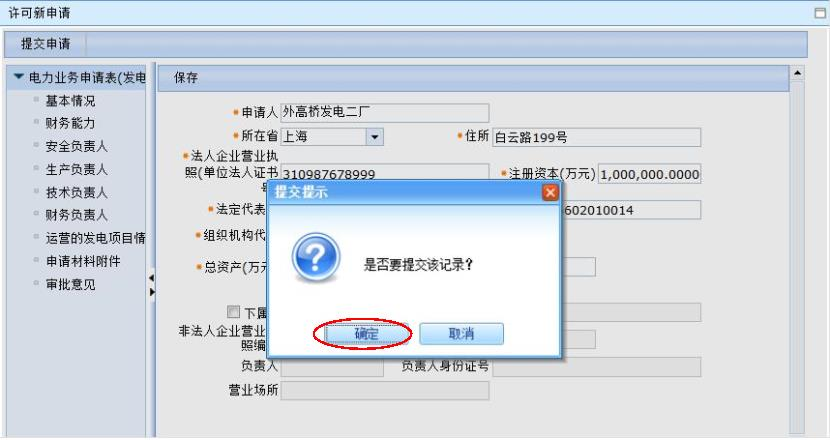 许可新申请
提交申请
电力业务申请表(发电
基本情况
财务能力
安全负责人
生产负责人
技术负责人
财务负责人
运营的发电项目情
申请材料附件
审批意见
保存
*申请人 外高桥发电二厂
*所在省 上海 *住所 白云路199号
*法人企业营业执
照(单位法人证书 310987678999 *注册资本(万元) 1,000,000.0000
号
*法定代表 602010014
*组织机构代
*总资产(万元
下属
非法人企业营业
照编
负责人 负责人身份证号
营业场所
提交提示
是否要提交该记录?
确定 取消